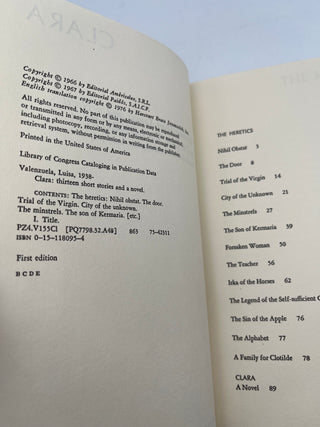 CLARA
Copyright © 1966 by Editorial Américalee, S.R.L.
Copyright © 1967 by Editorial Paidós, S.A.I.C.F.
English translation copyright © 1976 by Harcourt Brace Jovanovich, Inc.
All rights reserved. No part of this publication may be reproduced
or transmitted in any form or by any means, electronic or mechanical,
including photocopy, recording, or any information storage and
retrieval system, without permission in writing from the publisher.
Printed in the United States of America
Library of Congress Cataloging in Publication Data
Valenzuela, Luisa, 1938-
Clara: thirteen short stories and a novel.
CONTENTS: The heretics: Nihil obstat. The door.
Trial of the Virgin. City of the unknown.
The minstrels. The son of Kermaria. [etc.]
I. Title.
PZ4.V155Cl [PQ7798.32.A48] 863 75-42311
ISBN 0-15-118095-4
First edition
B C D E
THE HERETICS
Nihil Obstat 3
The Door 8
Trial of the Virgin 14
City of the Unknown 21
The Minstrels 27
The Son of Kermaria 40
Forsaken Woman 50
The Teacher 56
Irka of the Horses 62
The Legend of the Self-sufficient
The Sin of the Apple 76
The Alphabet 77
A Family for Clotilde 80
CLARA
A Novel 89